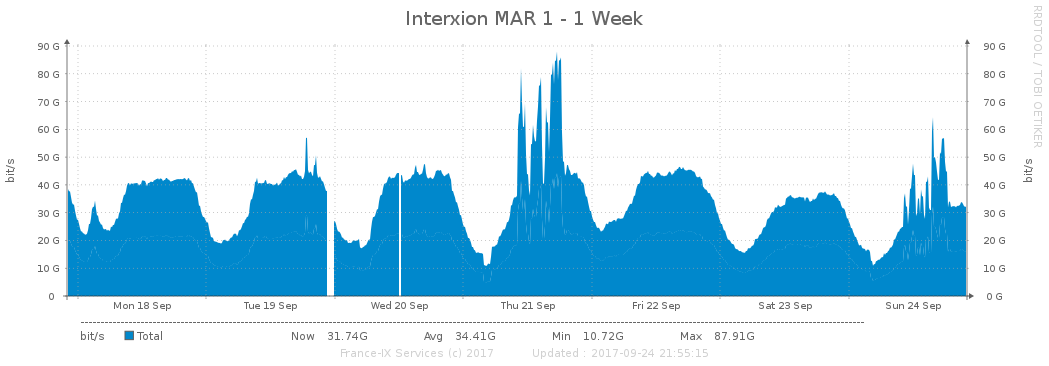 Interxion MAR 1 - 1 Week
RRDTOOL / TOBI OETIKER
90 G 90 G
80 G 80 G
70 G 70 G
60 G 60 G
50 G 50 G
40 G 40 G
30 G 30 G
20 G 20 G
10 G 10 G
0 0 G
bit/s bit/s
Mon 18 Sep Tue 19 Sep Wed 20 Sep Thu 21 Sep Fri 22 Sep Sat 23 Sep Sun 24 Sep
bit/s Total Now 31.74G Avg 34.41G Min 10.72G Max 87.91G
France-IX Services (c) 2017 Updated : 2017-09-24 21:55:15